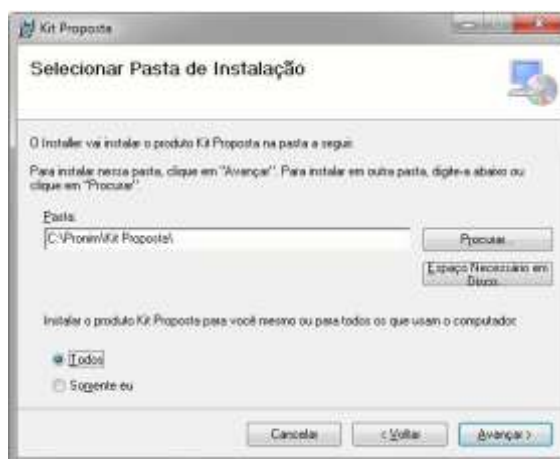 Kit Proposta
Selecionar Pasta de Instalação
O Installer vai instalar o produto Kit Proposta na pasta a seguir.
Para instalar nessa pasta, clique em "Avançar". Para instalar em outra pasta, digite-a abaixo ou
clique em "Procurar".
Pasta:
C:\Pronim\Kit Proposta\
Procurar...
Espaço Necessário em
Disco...
Instalar o produto Kit Proposta para você mesmo ou para todos os que usam o computador:
Todos
Somente eu
Cancelar
< Voltar
Avançar >